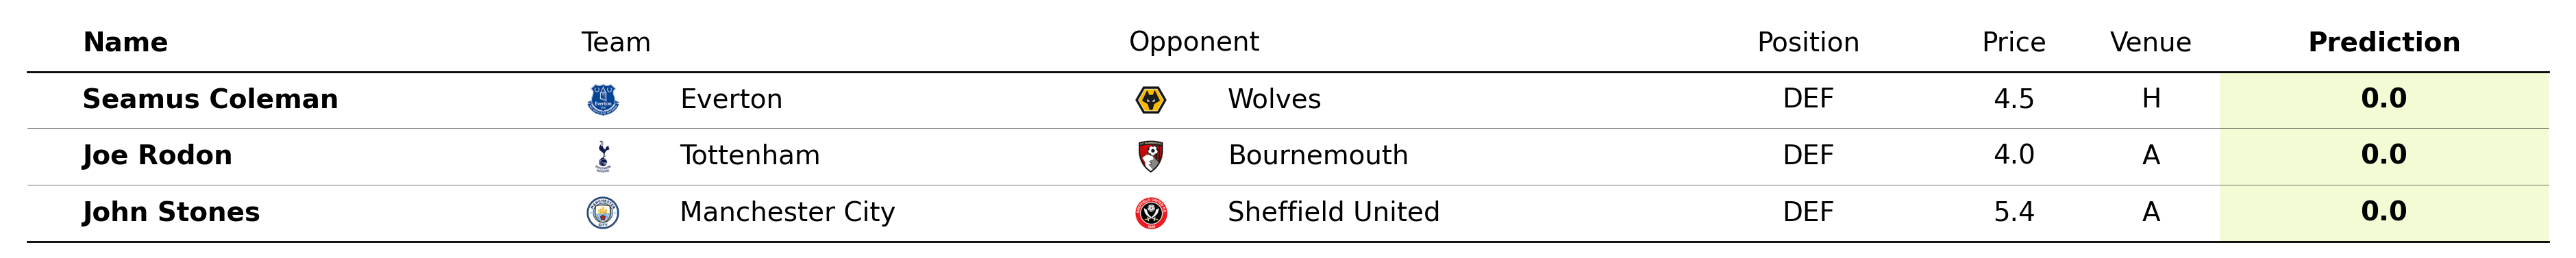 Name Team Opponent Position Price Venue Prediction
Seamus Coleman Everton Wolves DEF 4.5 H 0.0
Joe Rodon Tottenham Bournemouth DEF 4.0 A 0.0
John Stones Manchester City Sheffield United DEF 5.4 A 0.0